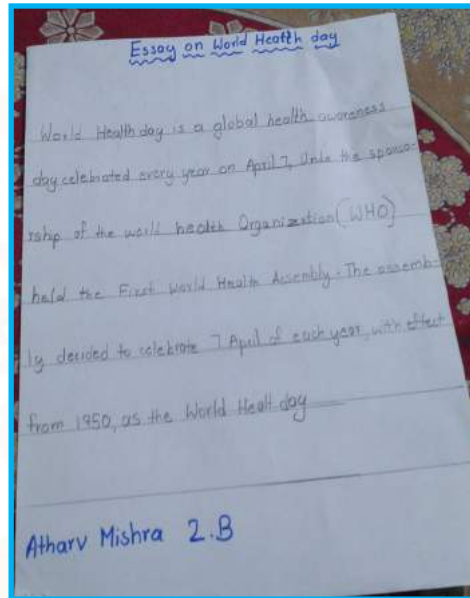 Essay on World Health day
World Health day is a global health awareness
day celebrated every year on April 7, Unde the sponso-
rship of the world health Organization (WHO)
held the First World Health Assembly. The assemb-
ly decided to celebrate 7 April of each year, with effect
from 1950, as the World Healt day
Atharv Mishra 2.B